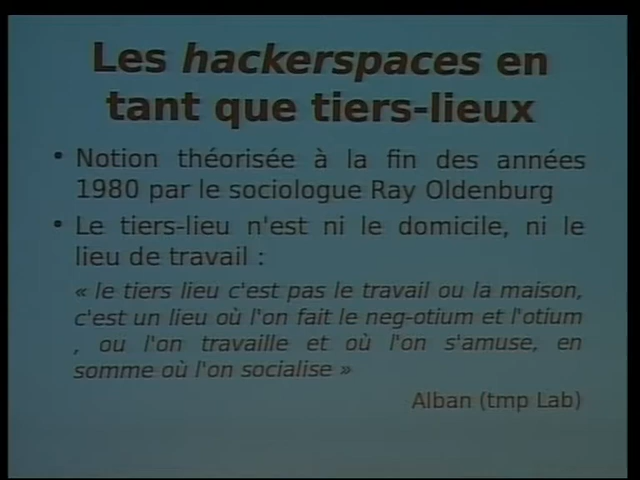 Les hackerspaces en
tant que tiers-lieux
• Notion théorisée à la fin des années
1980 par le sociologue Ray Oldenburg
• Le tiers-lieu n'est ni le domicile, ni le
lieu de travail :
« le tiers lieu c'est pas le travail ou la maison,
c'est un lieu où l'on fait le neg-otium et l'otium
, ou l'on travaille et où l'on s'amuse, en
somme où l'on socialise »
Alban (tmp Lab)